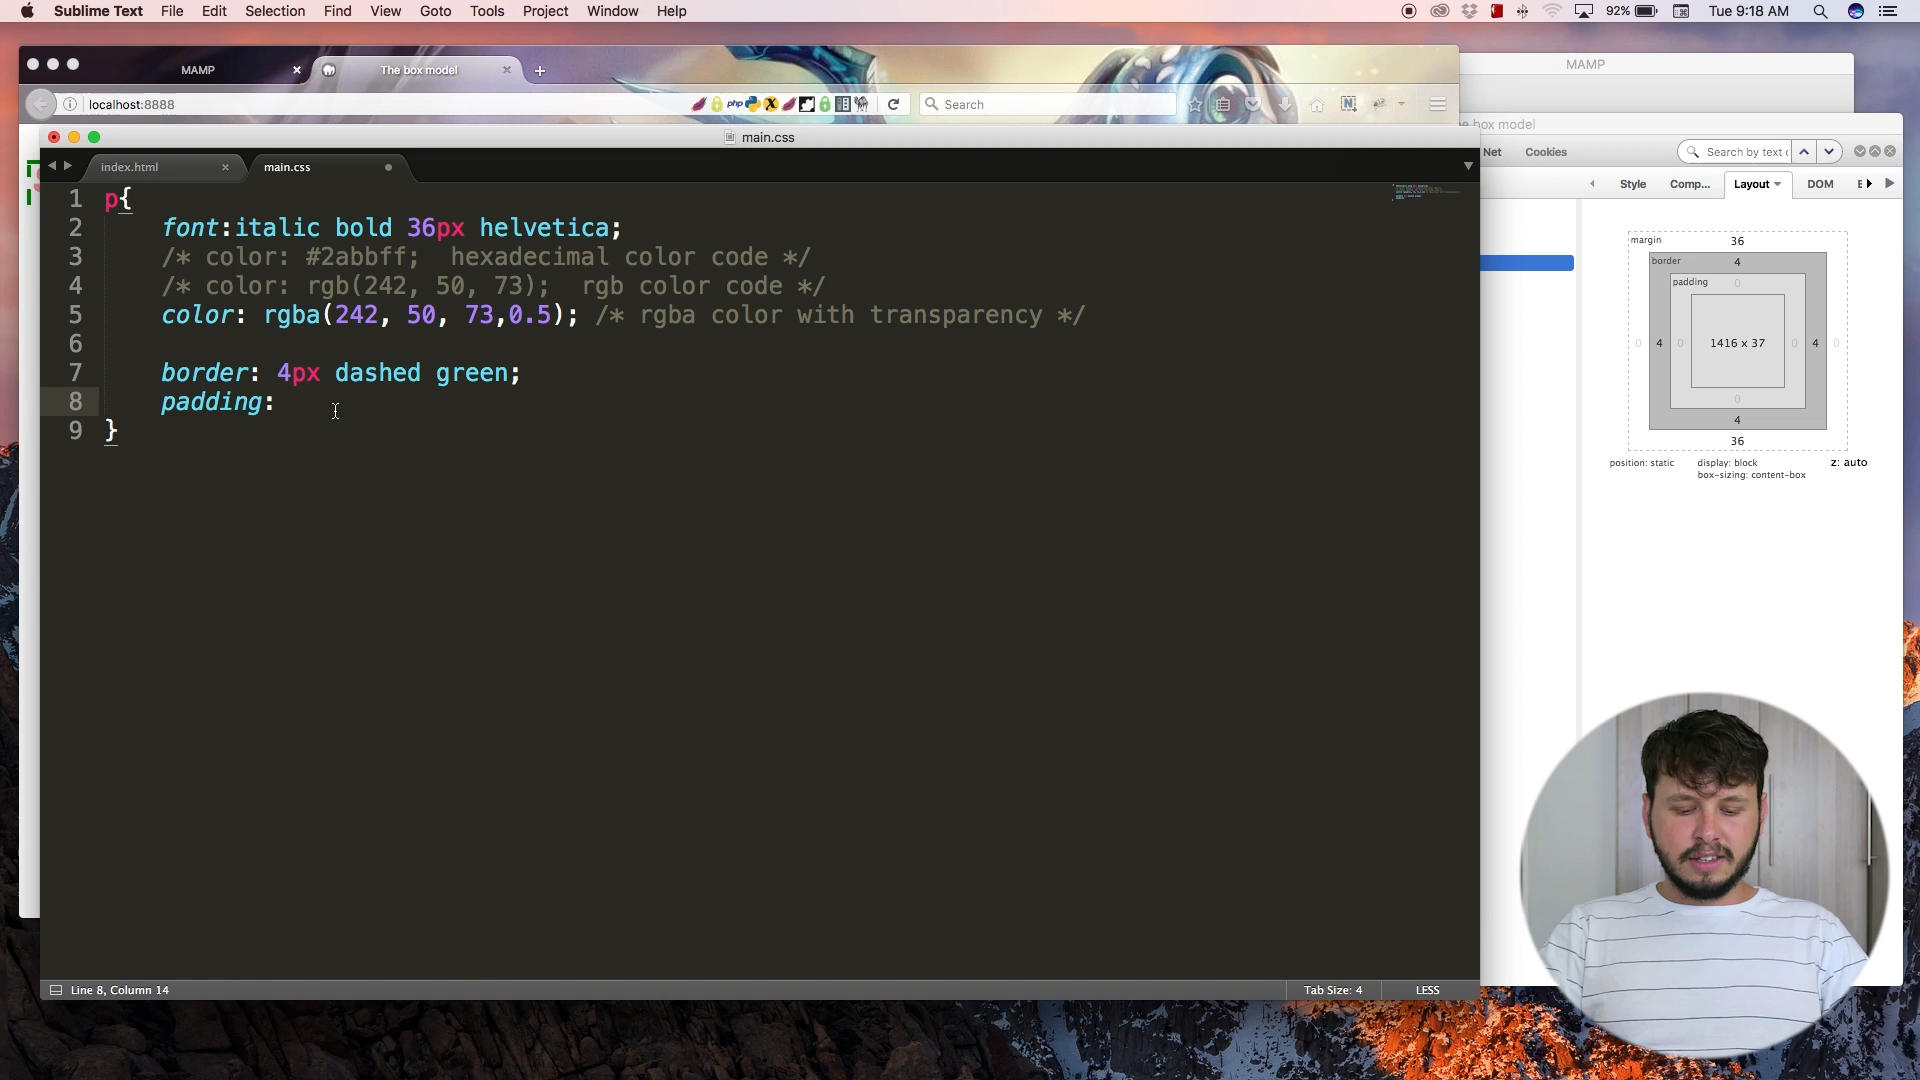 Sublime Text File Edit Selection Find View Goto Tools Project Window Help
92% Tue 9:18 AM
MAMP The box model
MAMP
localhost:8888
php
Search
main.css
box model
index.html main.css
Net Cookies
Search by text
Style Comp... Layout DOM E
1 p{
2 font:italic bold 36px helvetica;
3 /* color: #2abbff; hexadecimal color code */
4 /* color: rgb(242, 50, 73); rgb color code */
5 color: rgba(242, 50, 73,0.5); /* rgba color with transparency */
6
7 border: 4px dashed green;
8 padding:
9 }
margin 36
border 4
padding 0
0 4 0 1416 x 37 0 4 0
0
4
36
position: static display: block z: auto
box-sizing: content-box
Line 8, Column 14
Tab Size: 4 LESS